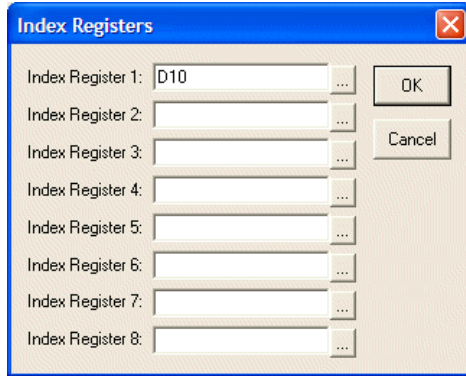 Index Registers
Index Register 1: D10 ... OK
Index Register 2: ...
Index Register 3: ... Cancel
Index Register 4: ...
Index Register 5: ...
Index Register 6: ...
Index Register 7: ...
Index Register 8: ...